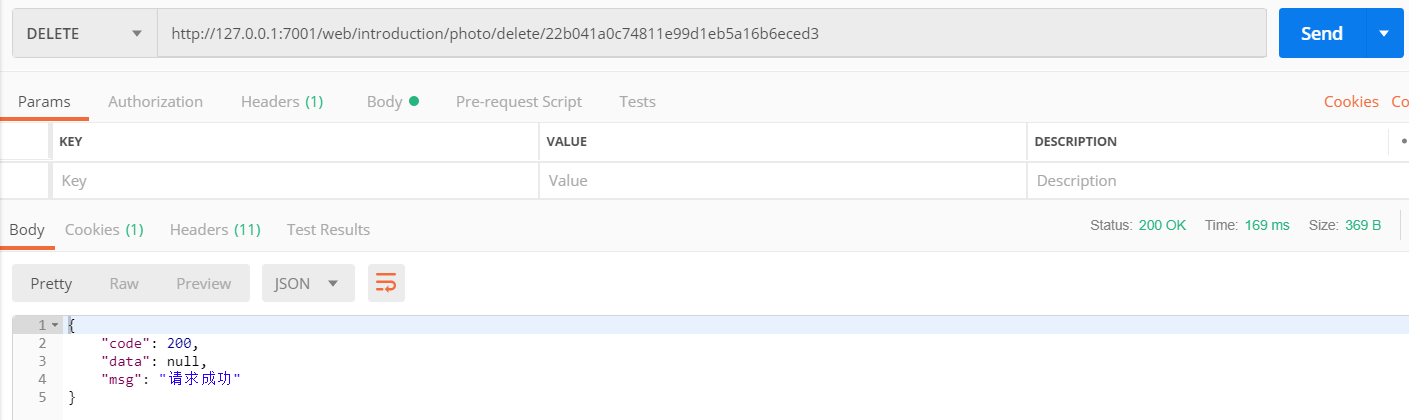 DELETE http://127.0.0.1:7001/web/introduction/photo/delete/22b041a0c74811e99d1eb5a16b6eced3 Send
Params Authorization Headers (1) Body Pre-request Script Tests Cookies Co
KEY VALUE DESCRIPTION
Key Value Description
Body Cookies (1) Headers (11) Test Results Status: 200 OK Time: 169 ms Size: 369 B
Pretty Raw Preview JSON
1 {
2 "code": 200,
3 "data": null,
4 "msg": "请求成功"
5 }